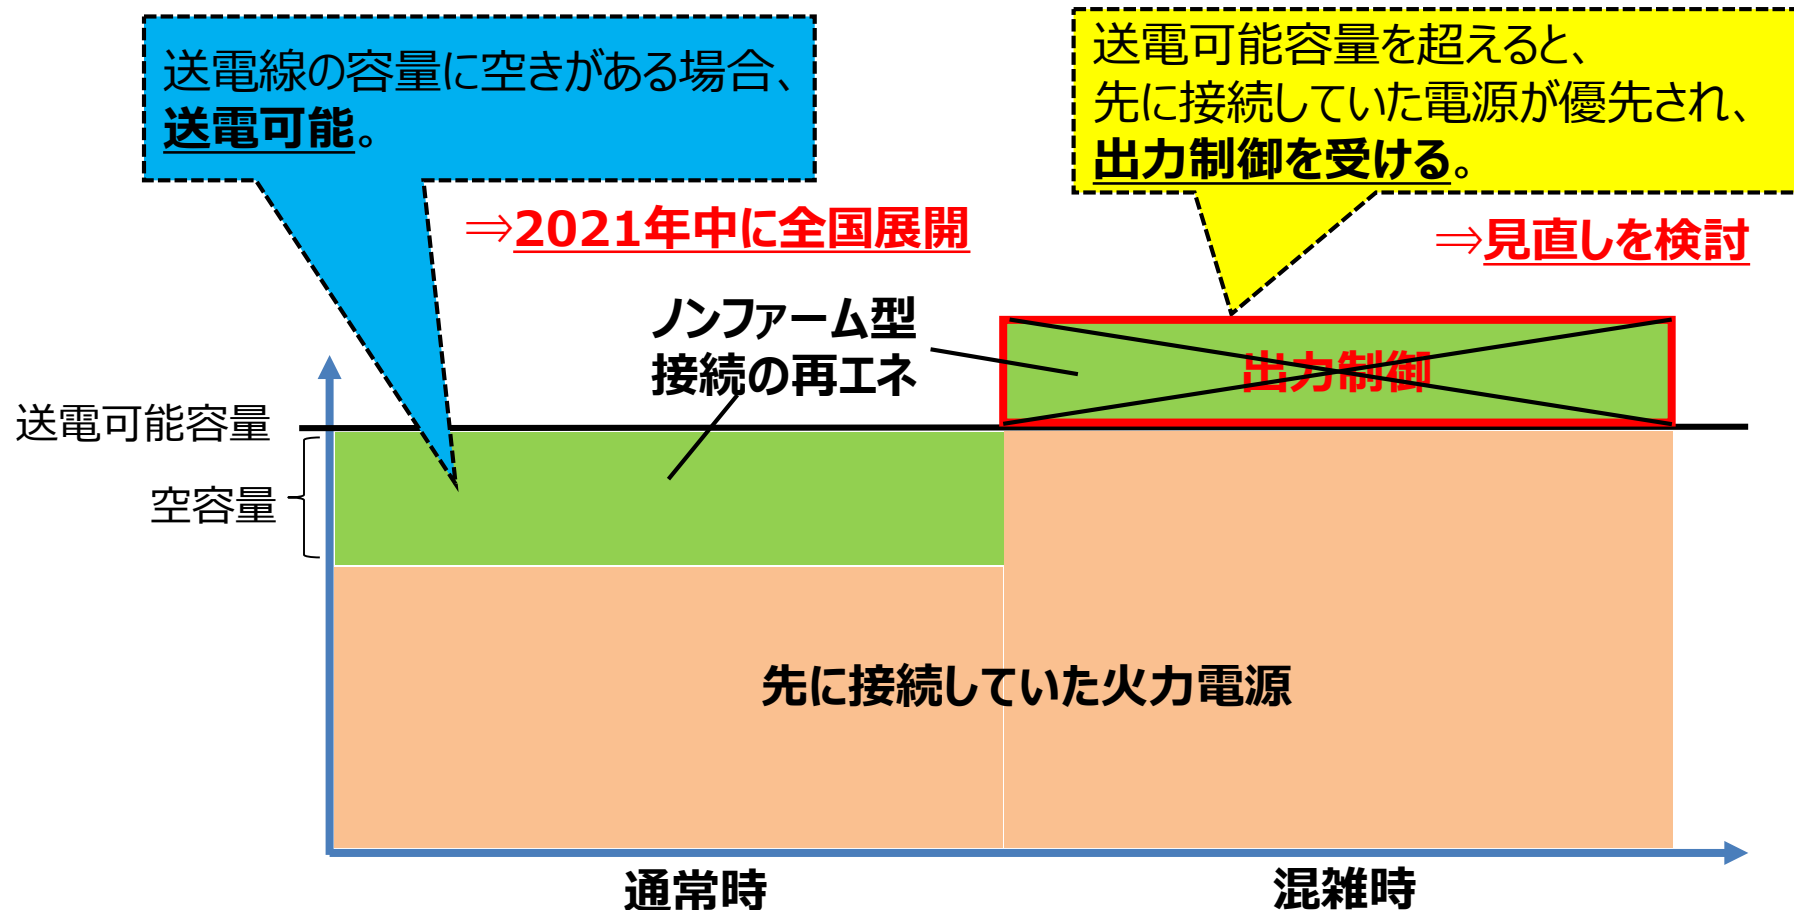 送電線の容量に空きがある場合、
送電可能。
送電可能容量を超えると、
先に接続していた電源が優先され、
出力制御を受ける。
⇒2021年中に全国展開
⇒見直しを検討
ノンファーム型
接続の再エネ
出力制御
送電可能容量
空容量
先に接続していた火力電源
通常時
混雑時